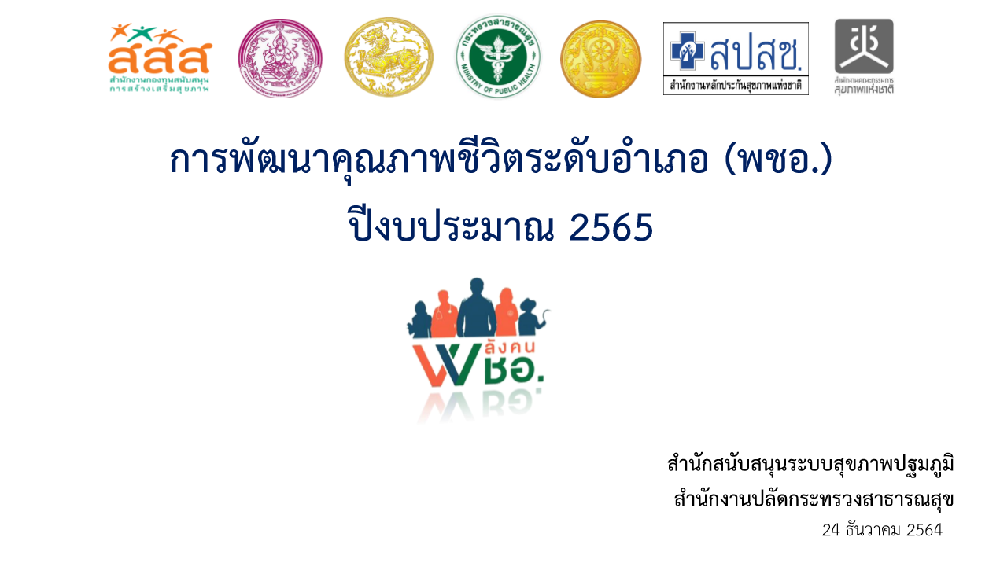 สสส
สำนักงานกองทุนสนับสนุน
การสร้างเสริมสุขภาพ
กระทรวงสาธารณสุข
MINISTRY OF PUBLIC HEALTH
สปสช.
สำนักงานหลักประกันสุขภาพแห่งชาติ
สำนักงานคณะกรรมการ
สุขภาพแห่งชาติ
การพัฒนาคุณภาพชีวิตระดับอำเภอ (พชอ.)
ปีงบประมาณ 2565
พลังคน
ชอ.
สำนักสนับสนุนระบบสุขภาพปฐมภูมิ
สำนักงานปลัดกระทรวงสาธารณสุข
24 ธันวาคม 2564